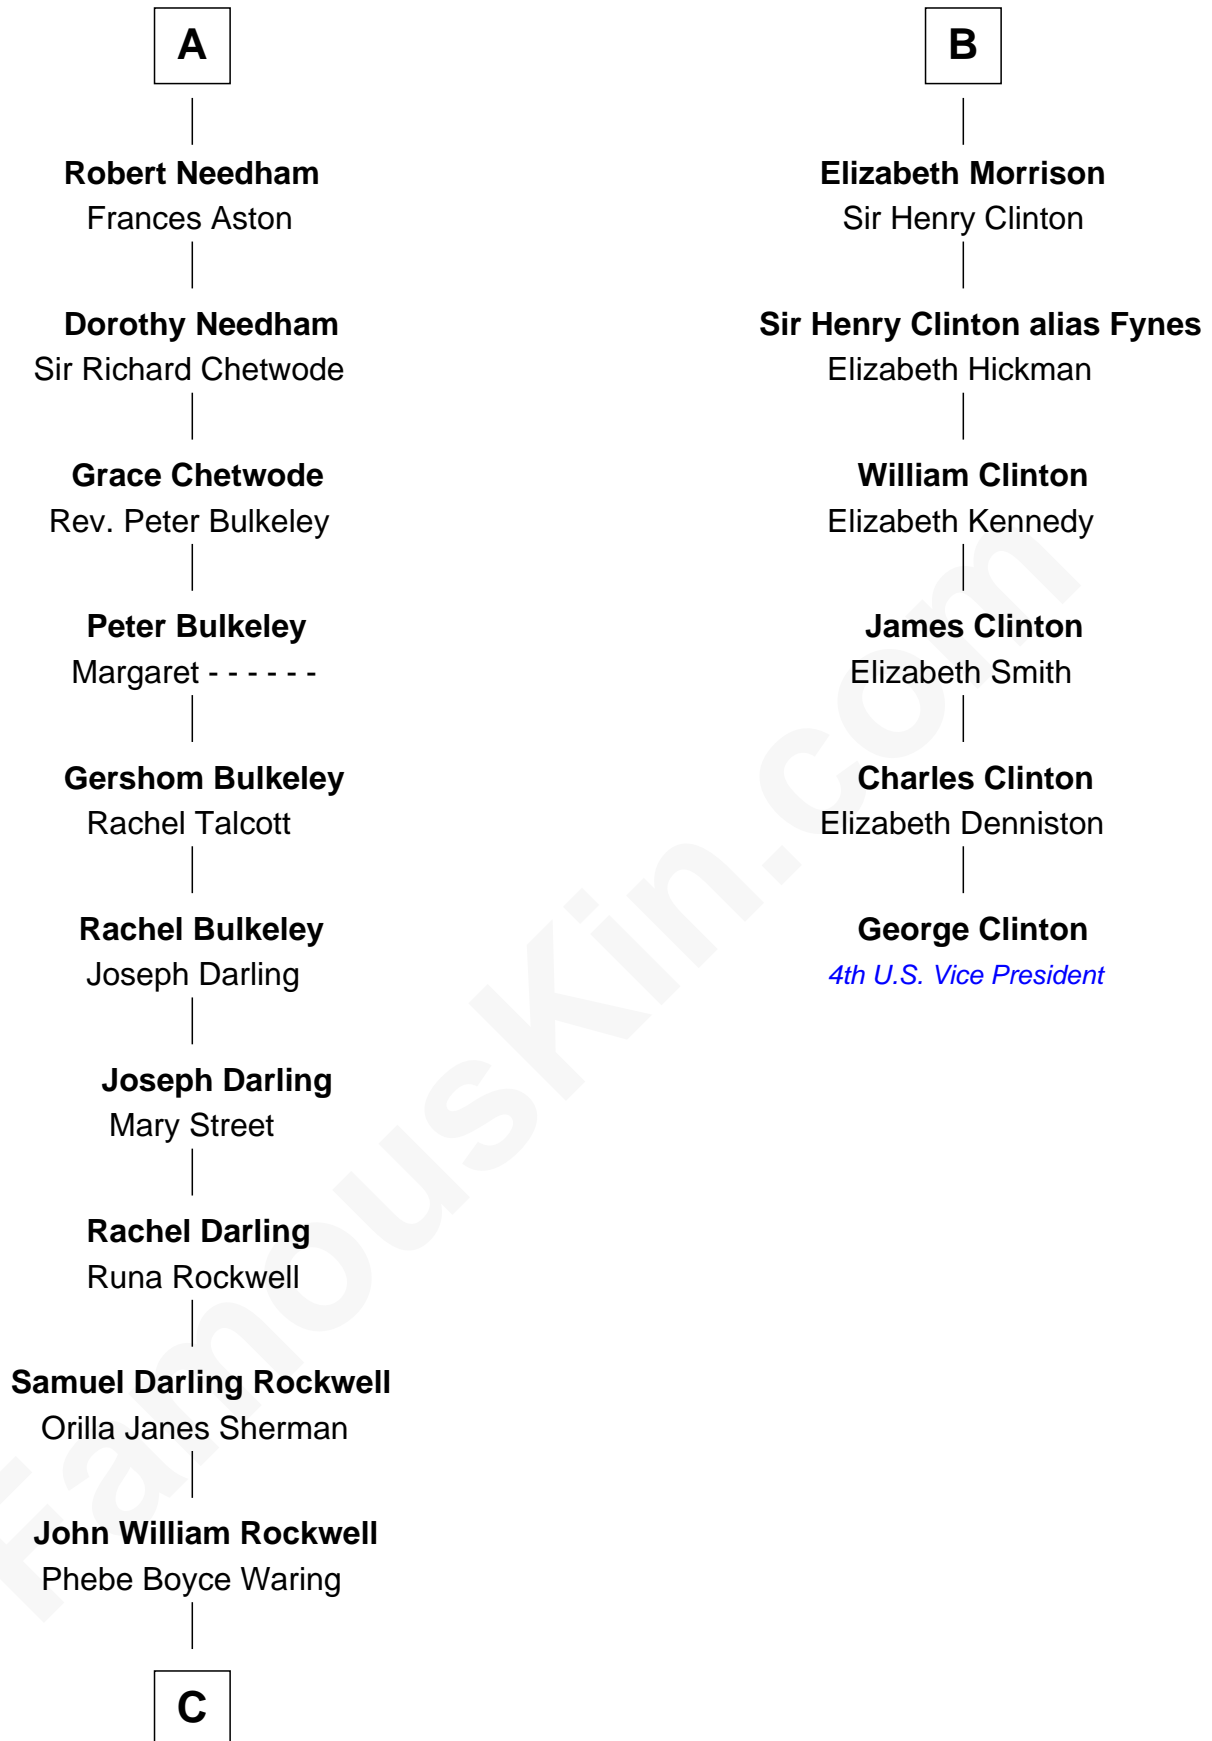 A
Robert Needham
Frances Aston
Dorothy Needham
Sir Richard Chetwode
Grace Chetwode
Rev. Peter Bulkeley
Peter Bulkeley
Margaret - - - - - -
Gershom Bulkeley
Rachel Talcott
Rachel Bulkeley
Joseph Darling
Joseph Darling
Mary Street
Rachel Darling
Runa Rockwell
Samuel Darling Rockwell
Orilla Janes Sherman
John William Rockwell
Phebe Boyce Waring
C
B
Elizabeth Morrison
Sir Henry Clinton
Sir Henry Clinton alias Fynes
Elizabeth Hickman
William Clinton
Elizabeth Kennedy
James Clinton
Elizabeth Smith
Charles Clinton
Elizabeth Denniston
George Clinton
4th U.S. Vice President
FamousKin.com